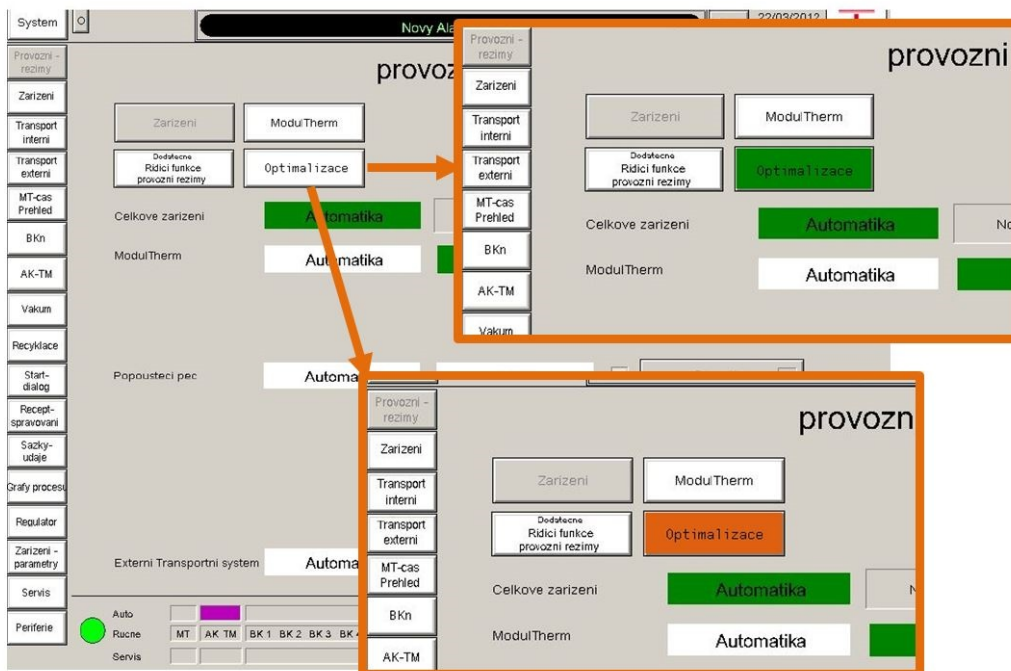 System
Novy Ala
22/03/2012
provoz
Provozni -
rezimy
Zarizeni
Transport
interni
Transport
externi
MT-cas
Prehled
BKn
AK-TM
Vakum
Recyklace
Start-
dialog
Recept-
spravovani
Sazky-
udaje
Grafy procesu
Regulator
Zarizeni -
parametry
Servis
Periferie
Zarizeni
ModulTherm
Dodatecne
Ridici funkce
provozni rezimy
Optimalizace
Celkove zarizeni
Automatika
ModulTherm
Automatika
Popousteci pec
Automa
Externi Transportni system
Automa
Auto
Rucne
MT
AK TM
BK 1 BK 2 BK 3 BK 4
Servis
Provozni -
rezimy
Zarizeni
Transport
interni
Transport
externi
MT-cas
Prehled
BKn
AK-TM
Vakum
provozni
Zarizeni
ModulTherm
Dodatecne
Ridici funkce
provozni rezimy
Optimalizace
Celkove zarizeni
Automatika
No
ModulTherm
Automatika
Provozni -
rezimy
Zarizeni
Transport
interni
Transport
externi
MT-cas
Prehled
BKn
AK-TM
provozn
Zarizeni
ModulTherm
Dodatecne
Ridici funkce
provozni rezimy
Optimalizace
Celkove zarizeni
Automatika
N
ModulTherm
Automatika